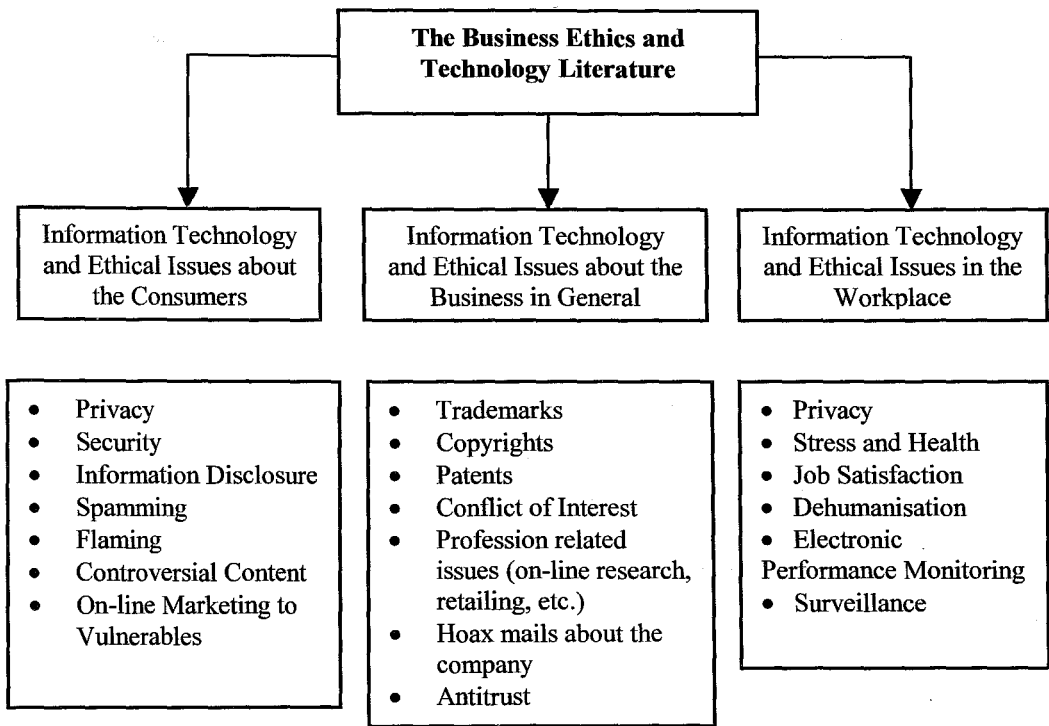 The Business Ethics and
Technology Literature
Information Technology
and Ethical Issues about
the Consumers
Information Technology
and Ethical Issues about the
Business in General
Information Technology
and Ethical Issues in the
Workplace
• Privacy
• Security
• Information Disclosure
• Spamming
• Flaming
• Controversial Content
• On-line Marketing to
Vulnerables
• Trademarks
• Copyrights
• Patents
• Conflict of Interest
• Profession related
issues (on-line research,
retailing, etc.)
• Hoax mails about the
company
• Antitrust
• Privacy
• Stress and Health
• Job Satisfaction
• Dehumanisation
• Electronic
Performance Monitoring
• Surveillance